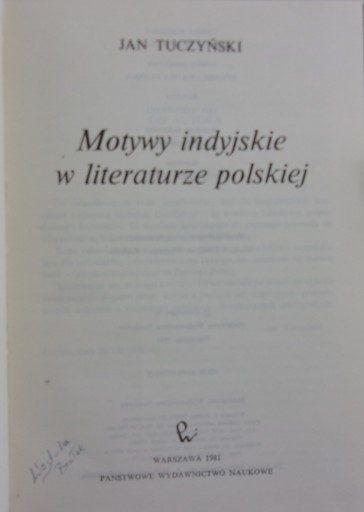 JAN TUCZYŃSKI
Motywy indyjskie
w literaturze polskiej
WARSZAWA 1981
PAŃSTWOWE WYDAWNICTWO NAUKOWE